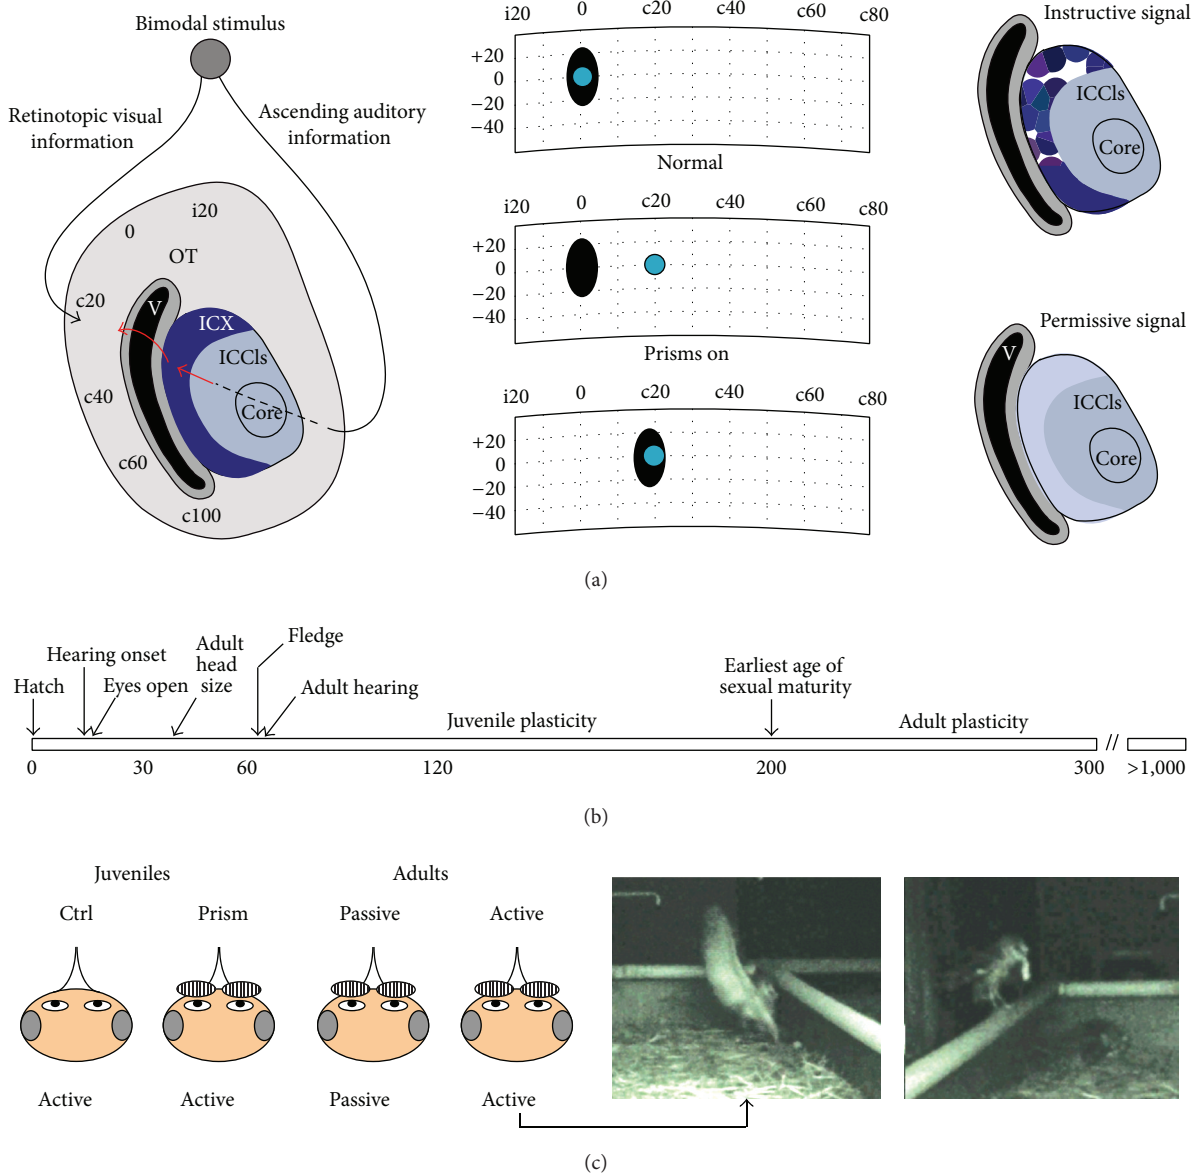 Bimodal stimulus
Retinotopic visual
information
Ascending auditory
information
i20
0
OT
c20
V
ICX
ICCls
c40
Core
c60
c100
i20 0 c20 c40 c60 c80
+20
0
−20
−40
Normal
i20 0 c20 c40 c60 c80
+20
0
−20
−40
Prisms on
i20 0 c20 c40 c60 c80
+20
0
−20
−40
Instructive signal
ICCls
Core
Permissive signal
V
ICCls
Core
(a)
Hatch
Hearing onset
Eyes open
Adult
head
size
Fledge
Adult hearing
Juvenile plasticity
Earliest age of
sexual maturity
Adult plasticity
0 30 60 120 200 300 // >1,000
(b)
Juveniles Adults
Ctrl Prism Passive Active
Active Active Passive Active
(c)